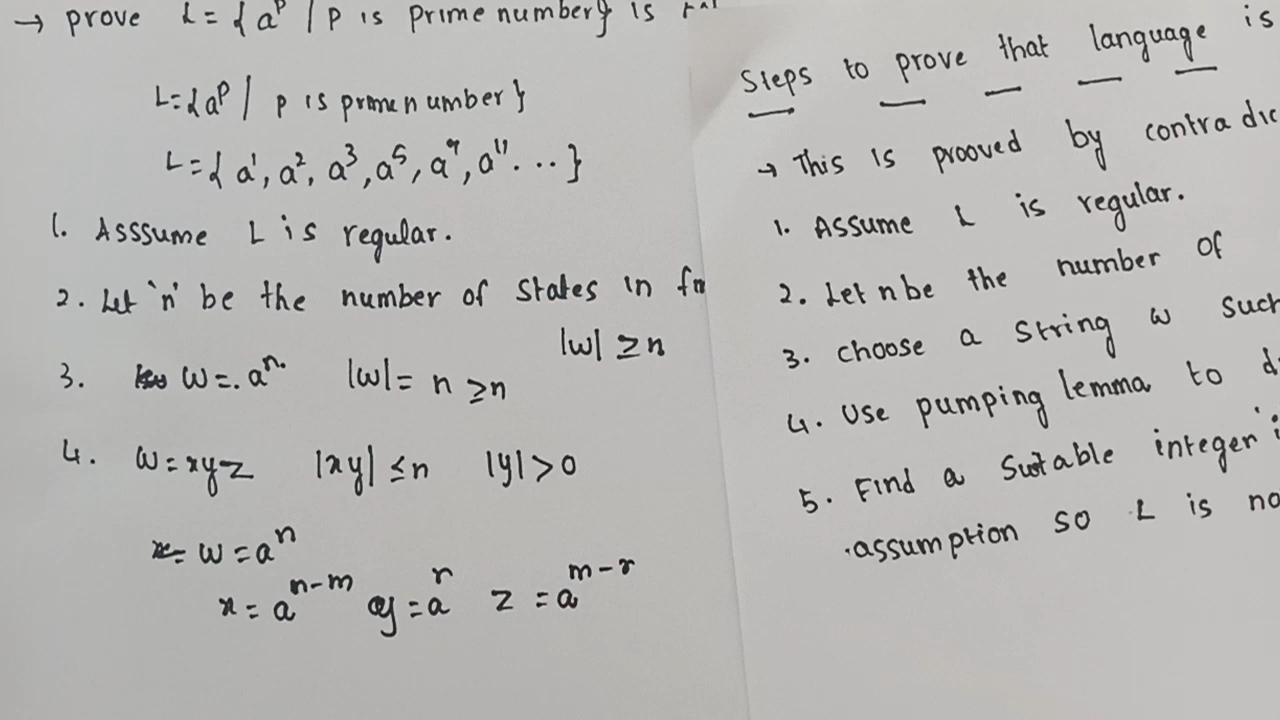 → prove L = { a^p / p is prime number} is
L = { a^p / p is prime number }
L = { a^1, a^2, a^3, a^5, a^7, a^11 ... }
1. Asssume L is regular.
2. Let 'n' be the number of states in
|w| ≥ n
3. w = a^n. |w| = n ≥ n
4. w = xyz |xy| ≤ n |y| > 0
w = a^n
x = a^{n-m} y = a^r z = a^{m-r}
Steps to prove that language is
→ This is prooved by
1. Assume L is regular.
2. Let n be the number of
3. choose a string w such
4. Use pumping lemma to
5. Find a suitable integer
assumption so L is